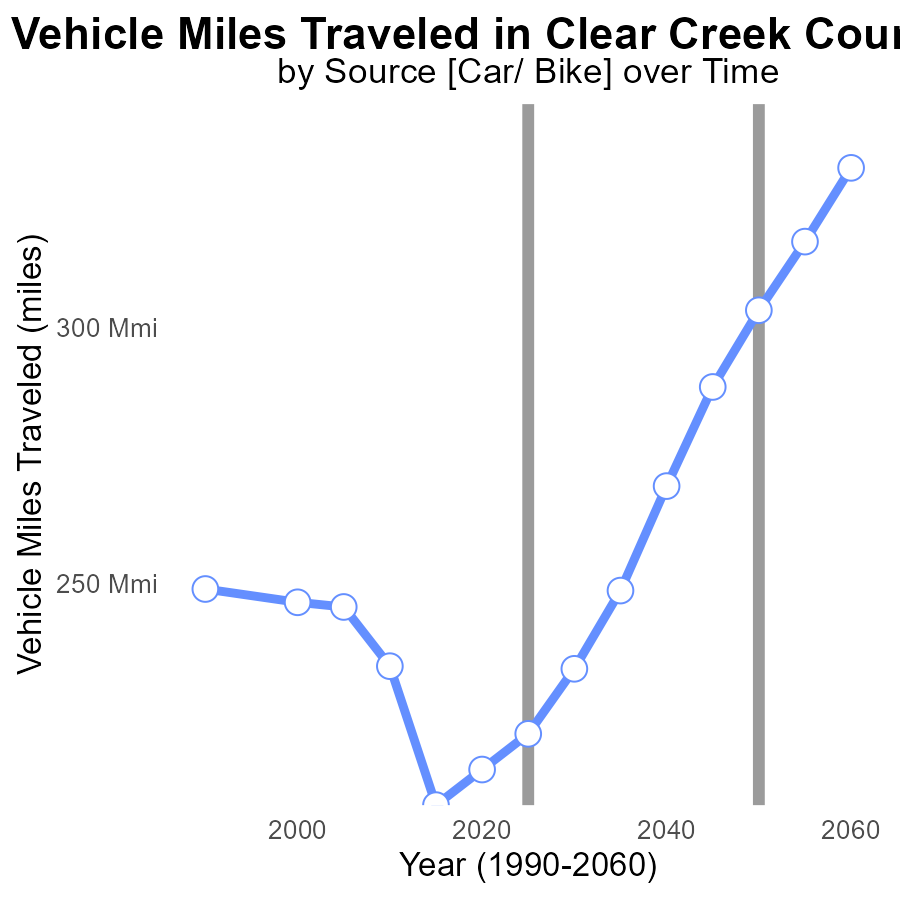 Vehicle Miles Traveled in Clear Creek
by Source [Car/ Bike] over Time
Vehicle Miles Traveled (miles)
300 Mmi
250 Mmi
2000 2020 2040 2060
Year (1990-2060)